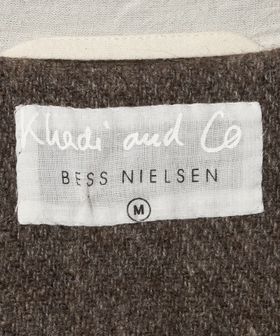 Khadi and Co
BESS NIELSEN
M